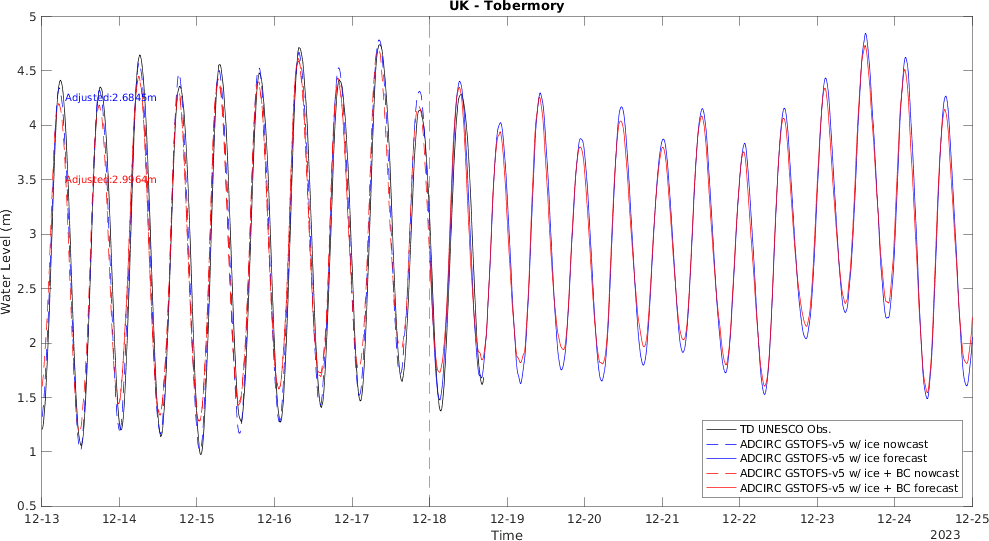 UK - Tobermory
5
4.5
4
3.5
3
2.5
2
1.5
1
0.5
Water Level (m)
Adjusted:2.6845m
Adjusted:2.9964m
TD UNESCO Obs.
ADCIRC GSTOFS-v5 w/ ice nowcast
ADCIRC GSTOFS-v5 w/ ice forecast
ADCIRC GSTOFS-v5 w/ ice + BC nowcast
ADCIRC GSTOFS-v5 w/ ice + BC forecast
12-13 12-14 12-15 12-16 12-17 12-18 12-19 12-20 12-21 12-22 12-23 12-24 12-25
Time
2023